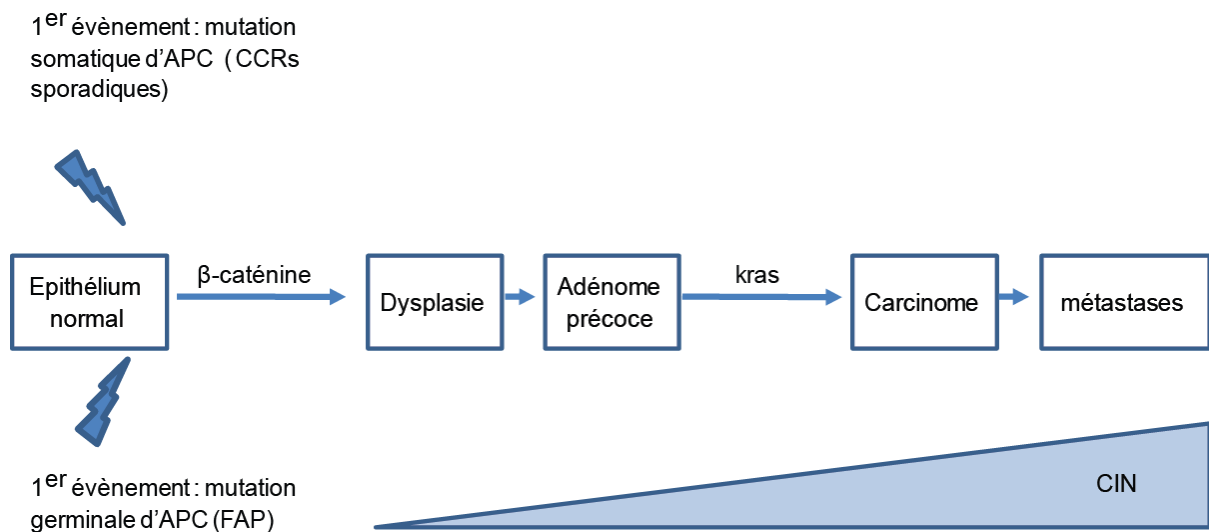 1er évènement : mutation
somatique d'APC ( CCRs
sporadiques)
Epithélium
normal
β-caténine
Dysplasie
Adénome
précoce
kras
Carcinome
métastases
1er évènement : mutation
germinale d'APC (FAP)
CIN